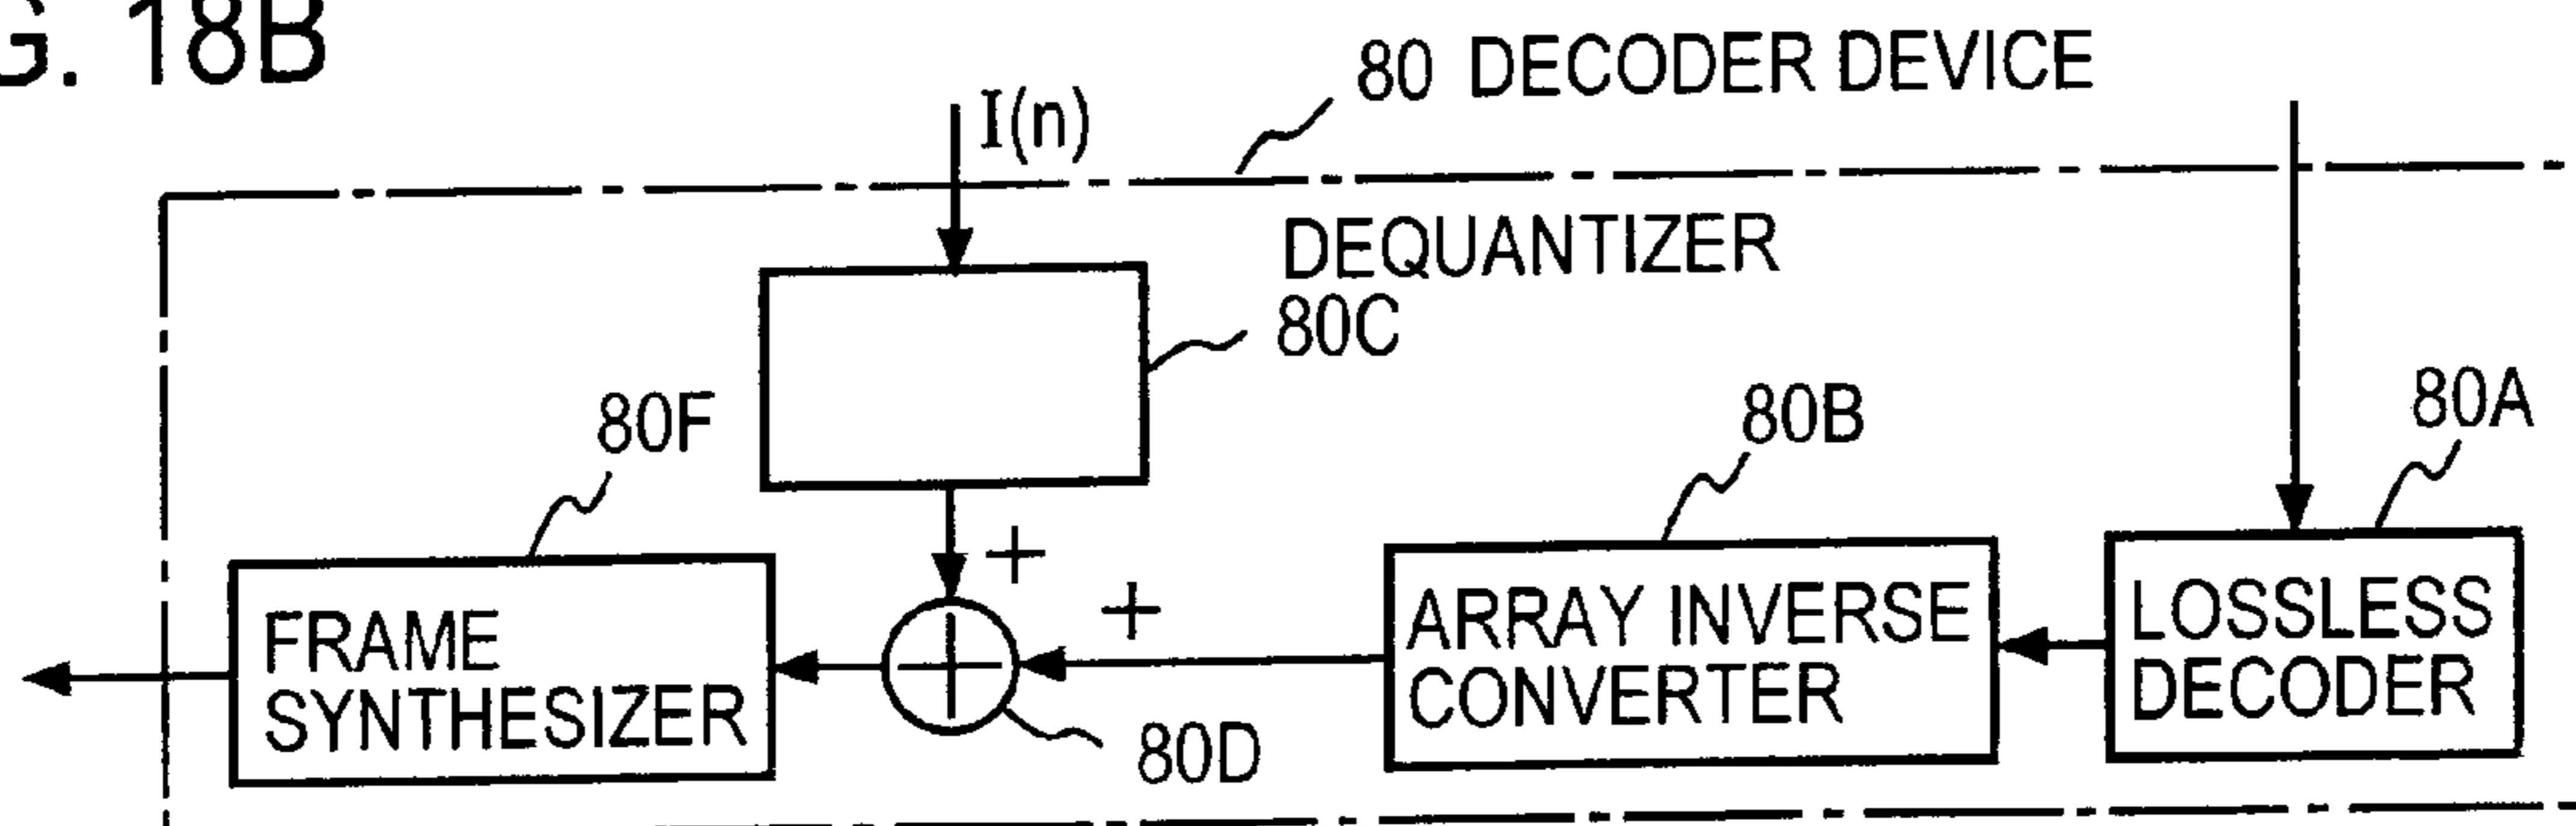 G. 18B
80 DECODER DEVICE
I(n)
DEQUANTIZER
80C
80F
80B
80A
+
+
FRAME
SYNTHESIZER
80D
ARRAY INVERSE
CONVERTER
LOSSLESS
DECODER